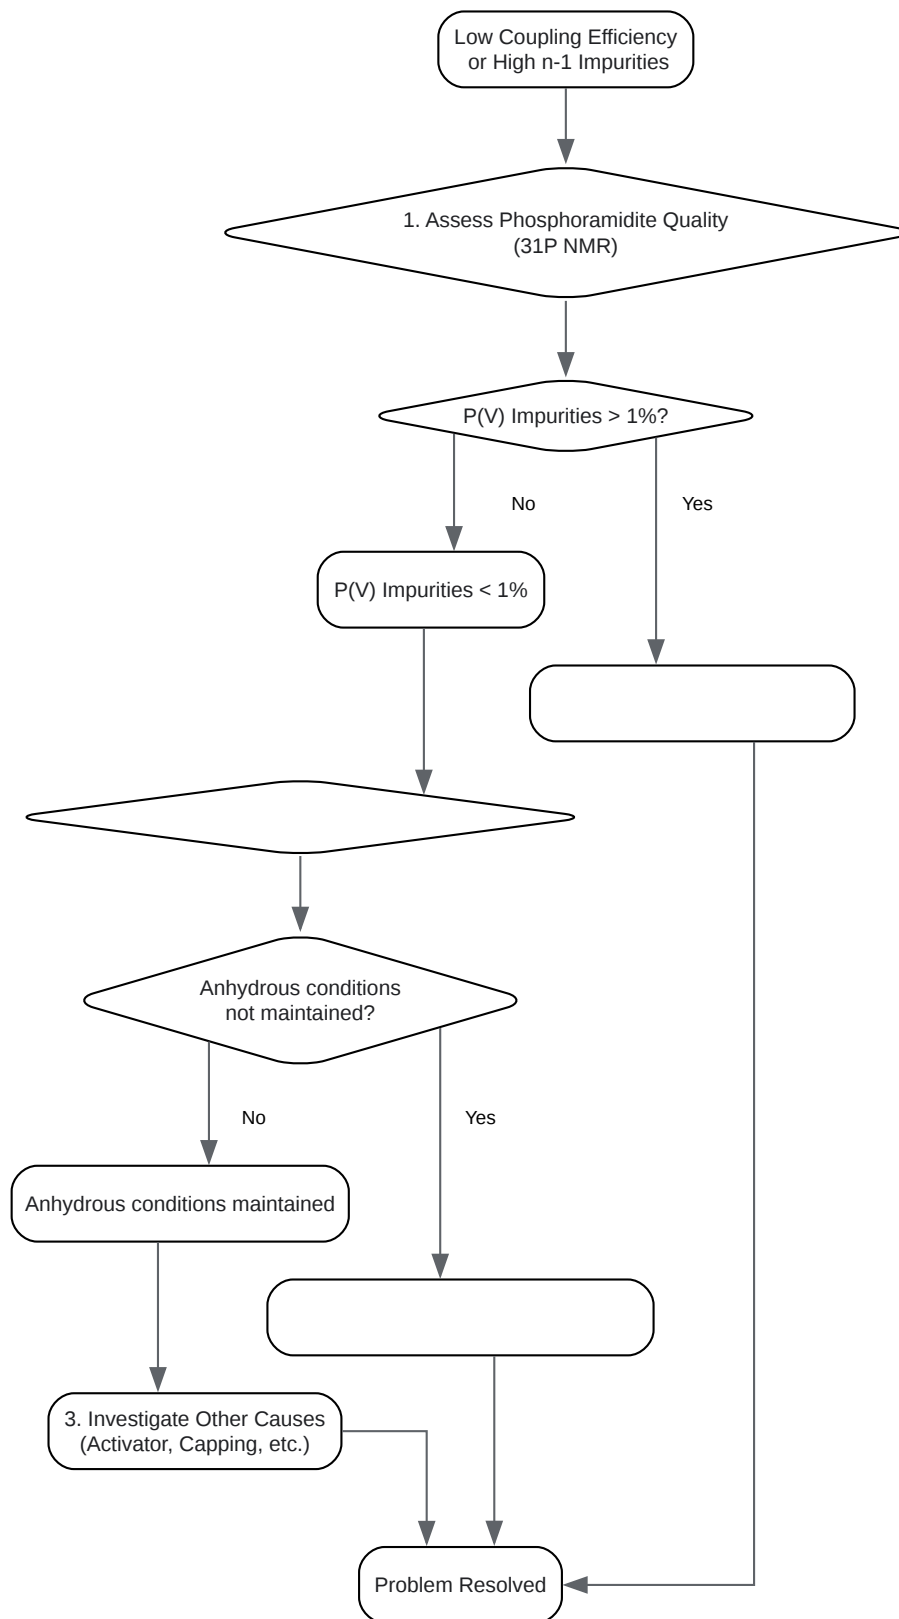 Low Coupling Efficiency
or High n-1 Impurities
1. Assess Phosphoramidite Quality
(31P NMR)
P(V) Impurities > 1%?
No
Yes
P(V) Impurities < 1%
Anhydrous conditions
not maintained?
No
Yes
Anhydrous conditions maintained
3. Investigate Other Causes
(Activator, Capping, etc.)
Problem Resolved